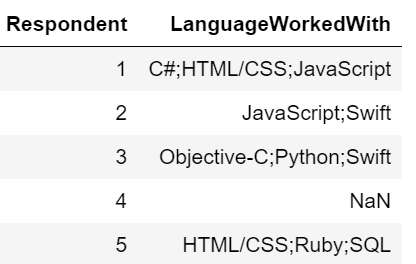 Respondent LanguageWorkedWith
1 C#;HTML/CSS;JavaScript
2 JavaScript;Swift
3 Objective-C;Python;Swift
4 NaN
5 HTML/CSS;Ruby;SQL